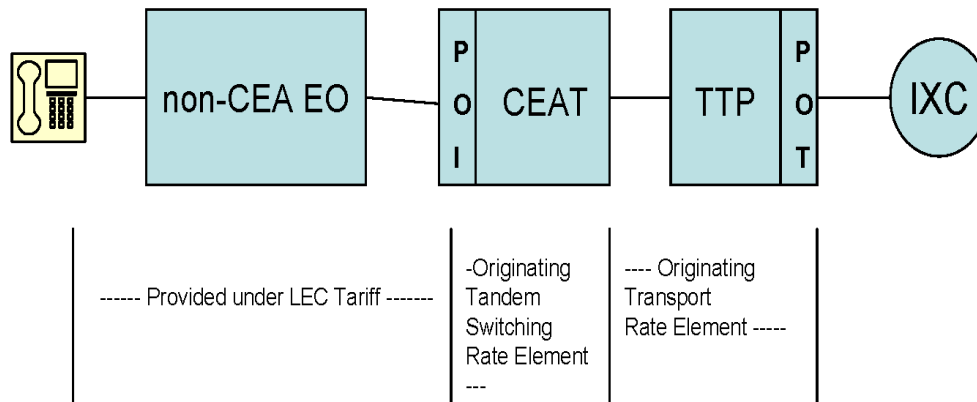 non-CEA EO
P
O
I
CEAT
TTP
P
O
T
IXC
------ Provided under LEC Tariff -------
-Originating
Tandem
Switching
Rate Element
---
---- Originating
Transport
Rate Element -----